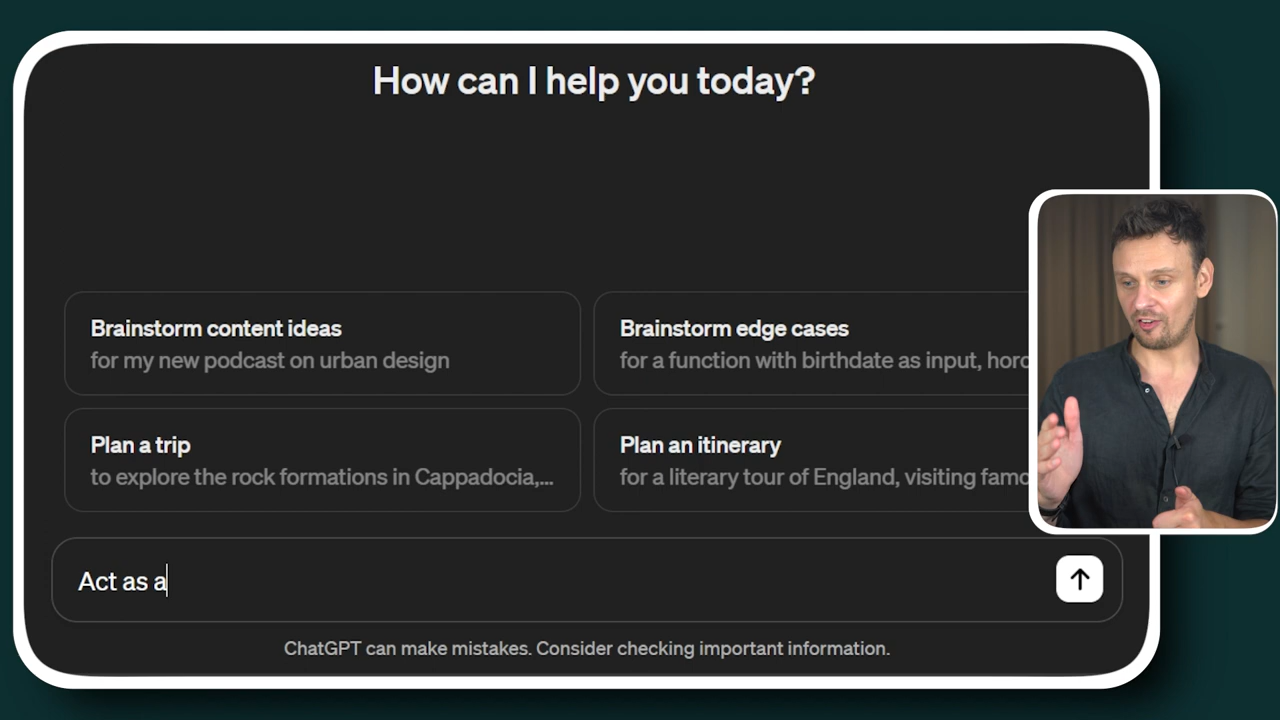 How can I help you today?
Brainstorm content ideas
for my new podcast on urban design
Brainstorm edge cases
for a function with birthdate as input, horo
Plan a trip
to explore the rock formations in Cappadocia,...
Plan an itinerary
for a literary tour of England, visiting famo
Act as a
ChatGPT can make mistakes. Consider checking important information.